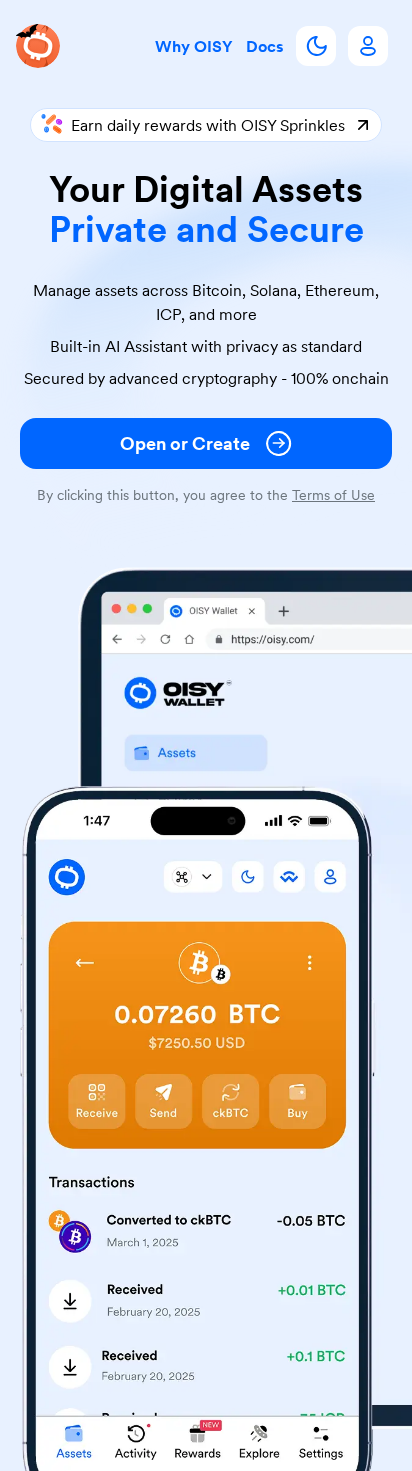 Why OISY Docs
Earn daily rewards with OISY Sprinkles
Your Digital Assets
Private and Secure
Manage assets across Bitcoin, Solana, Ethereum,
ICP, and more
Built-in AI Assistant with privacy as standard
Secured by advanced cryptography - 100% onchain
Open or Create
By clicking this button, you agree to the Terms of Use
OISY Wallet
https://oisy.com/
OISY
WALLET
Assets
1:47
0.07260 BTC
$7250.50 USD
Receive Send ckBTC Buy
Transactions
Converted to ckBTC -0.05 BTC
March 1, 2025
Received +0.01 BTC
February 20, 2025
Received +0.1 BTC
February 20, 2025
NEW
Assets Activity Rewards Explore Settings